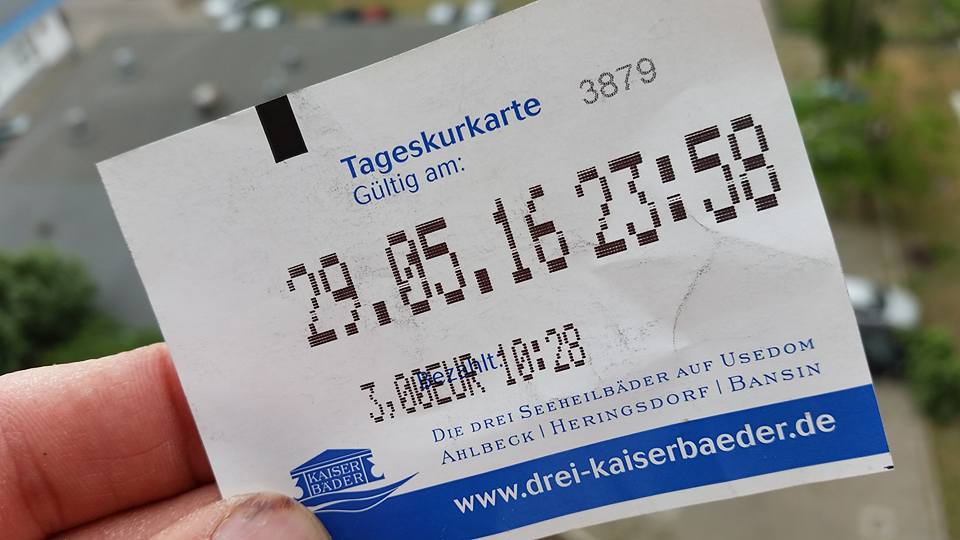 3879
Tageskurkarte
Gültig am:
29.05.16 23:58
Bezahlt:
3,00EUR 10:28
DIE DREI SEEHEILBÄDER AUF USEDOM
AHLBECK | HERINGSDORF | BANSIN
KAISER
BÄDER
www.drei-kaiserbaeder.de